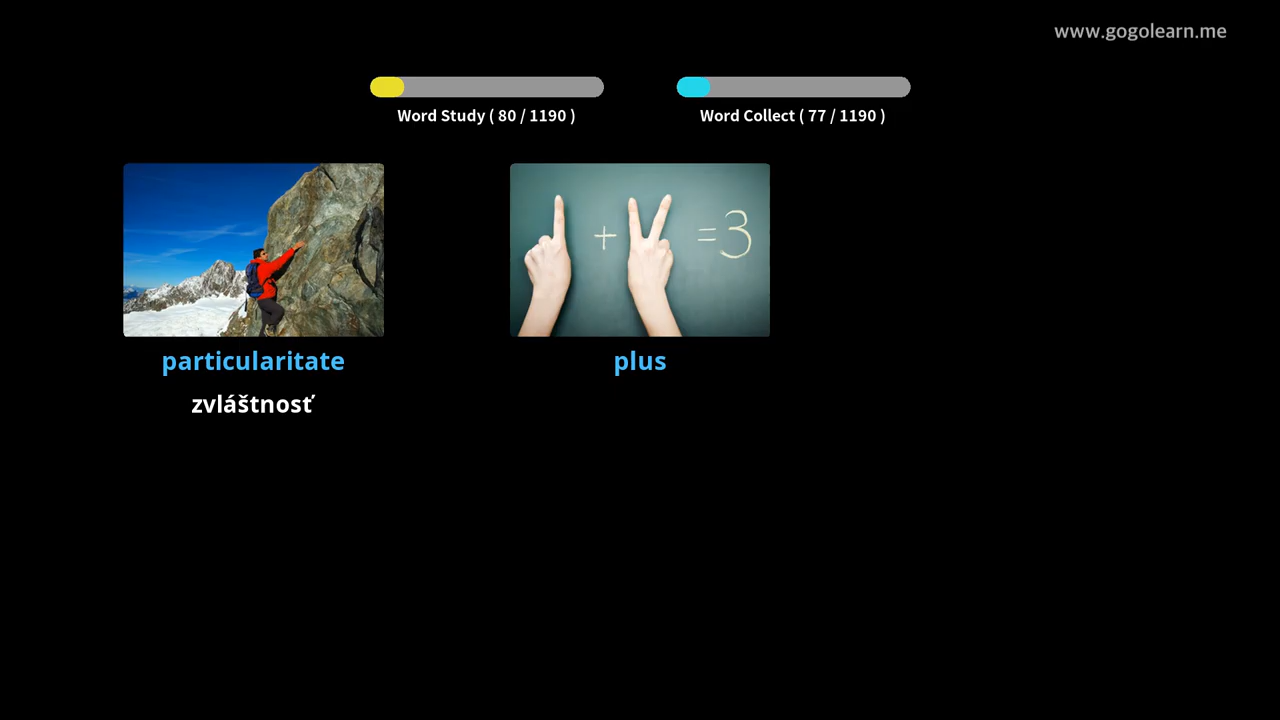 www.gogolearn.me
Word Study ( 80 / 1190 )
Word Collect ( 77 / 1190 )
+ =3
particularitate
plus
zvláštnosť